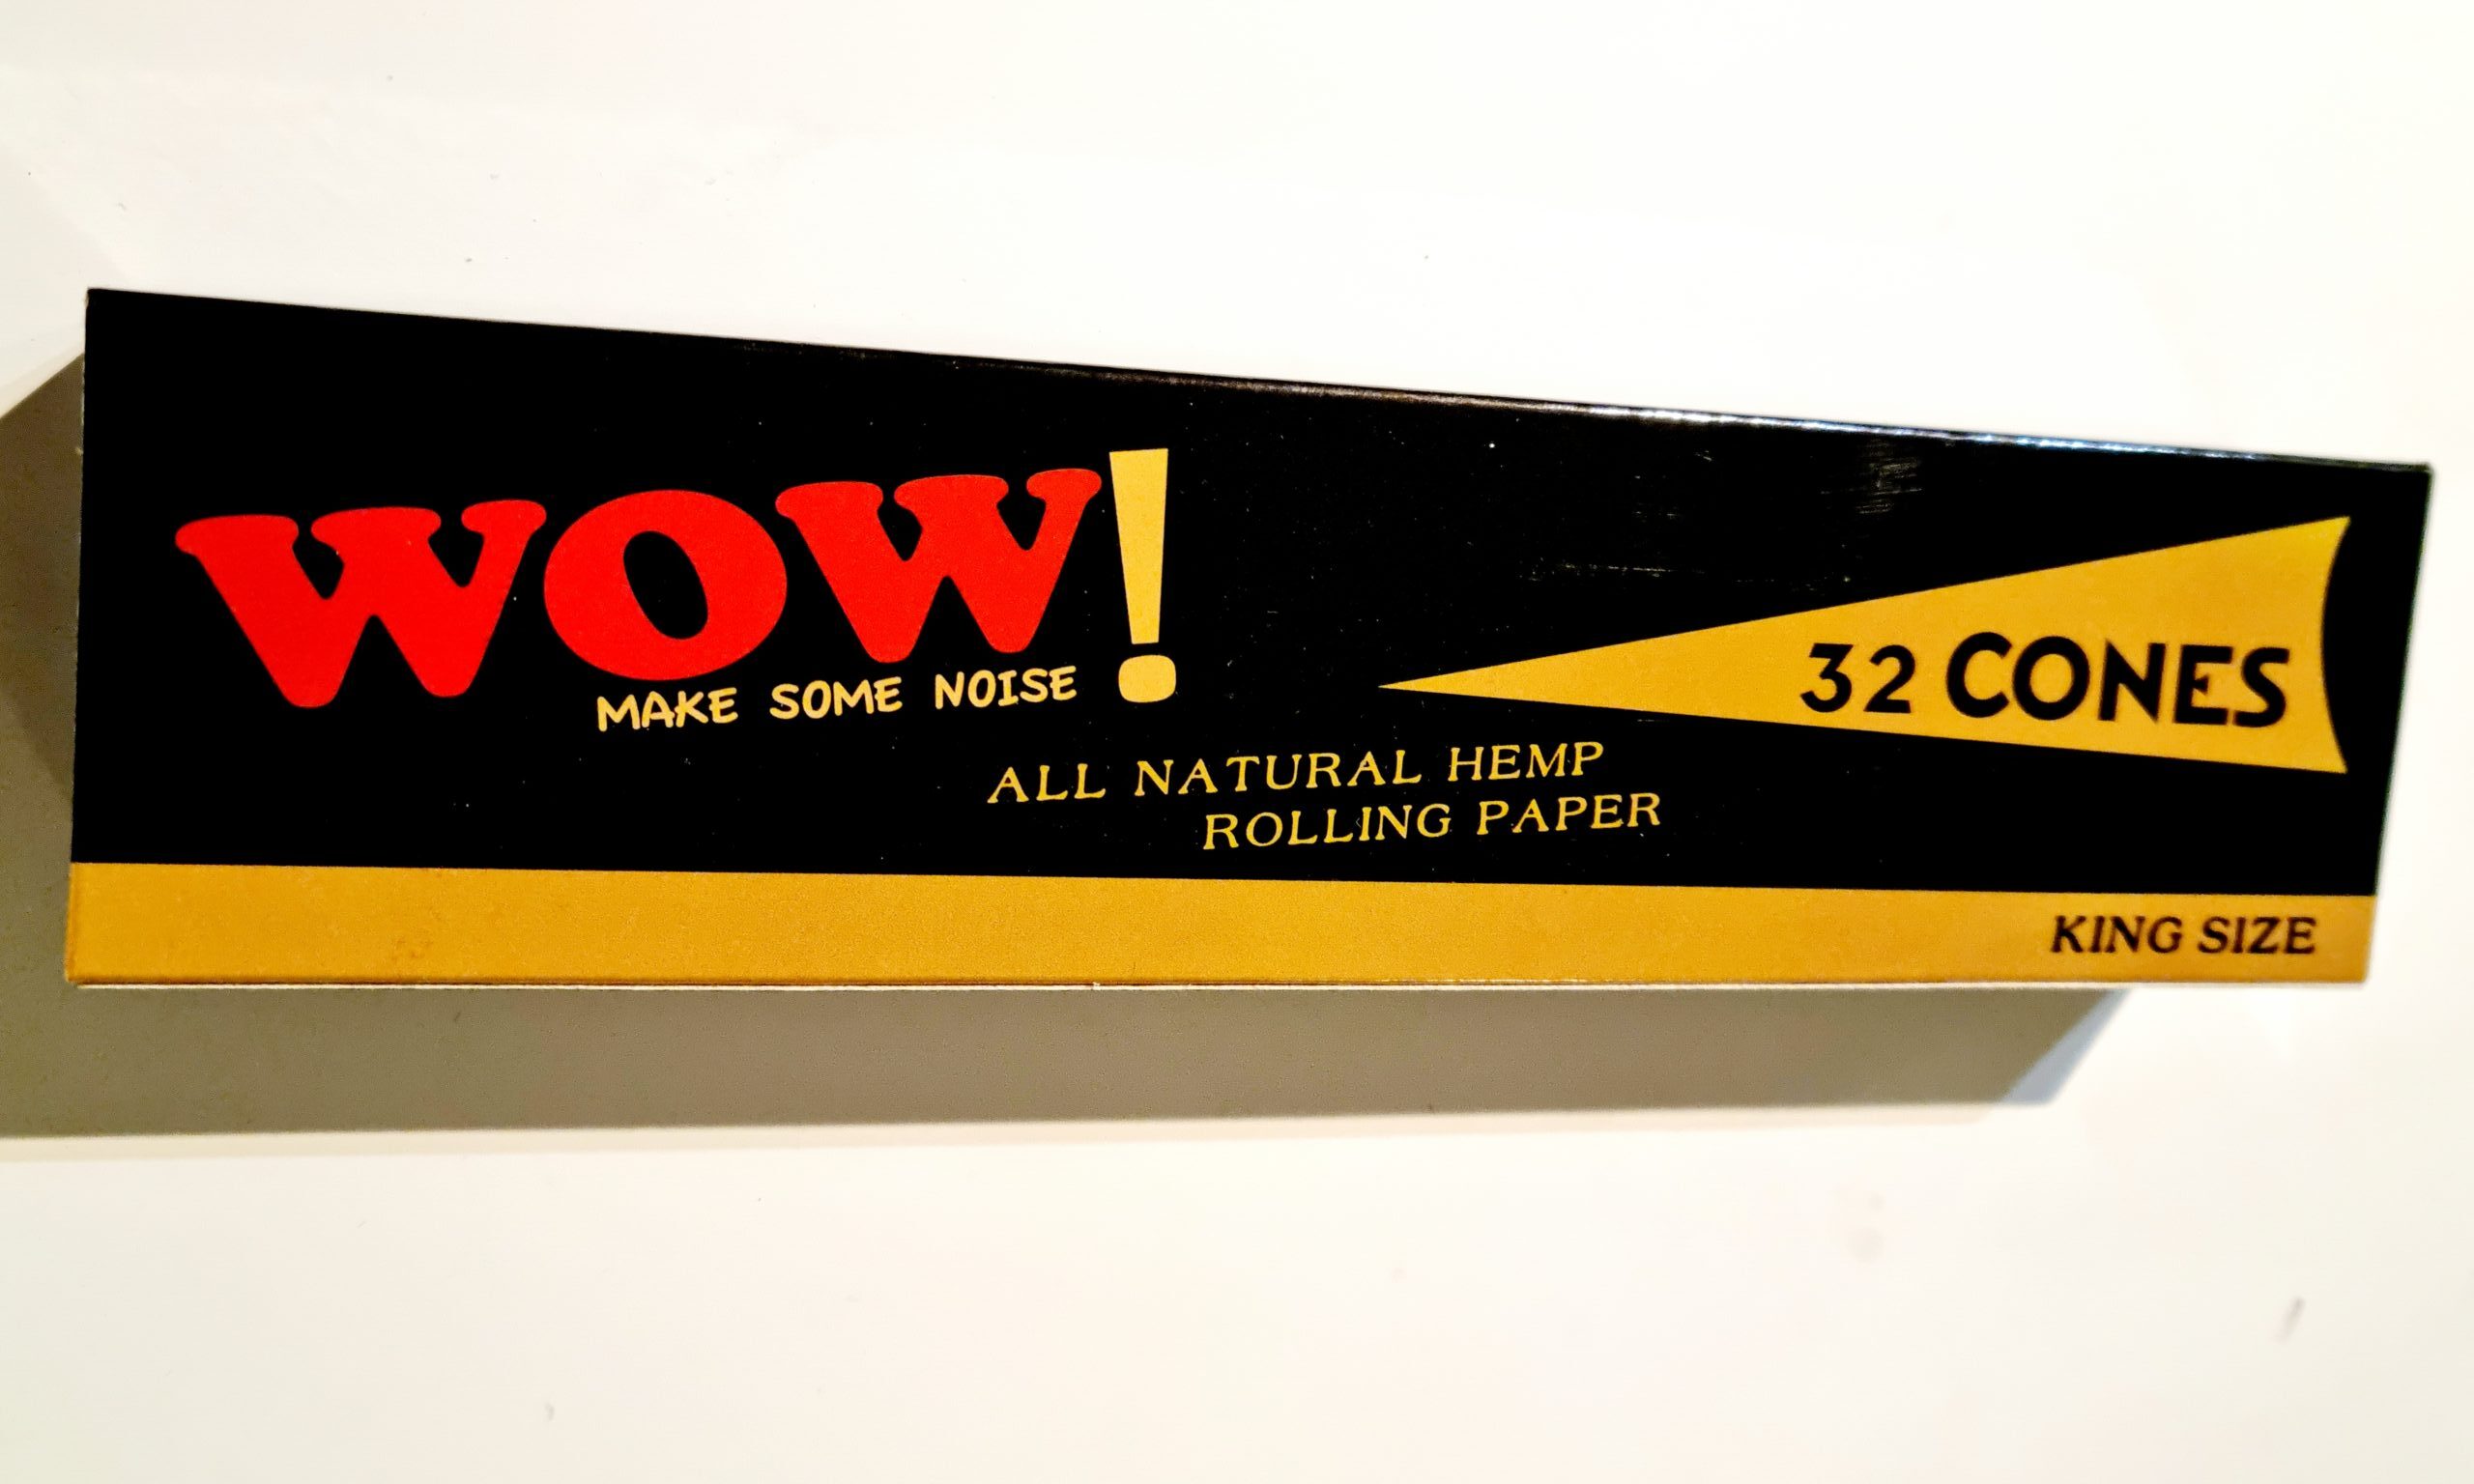 WOW!
MAKE SOME NOISE
32 CONES
ALL NATURAL HEMP
ROLLING PAPER
KING SIZE